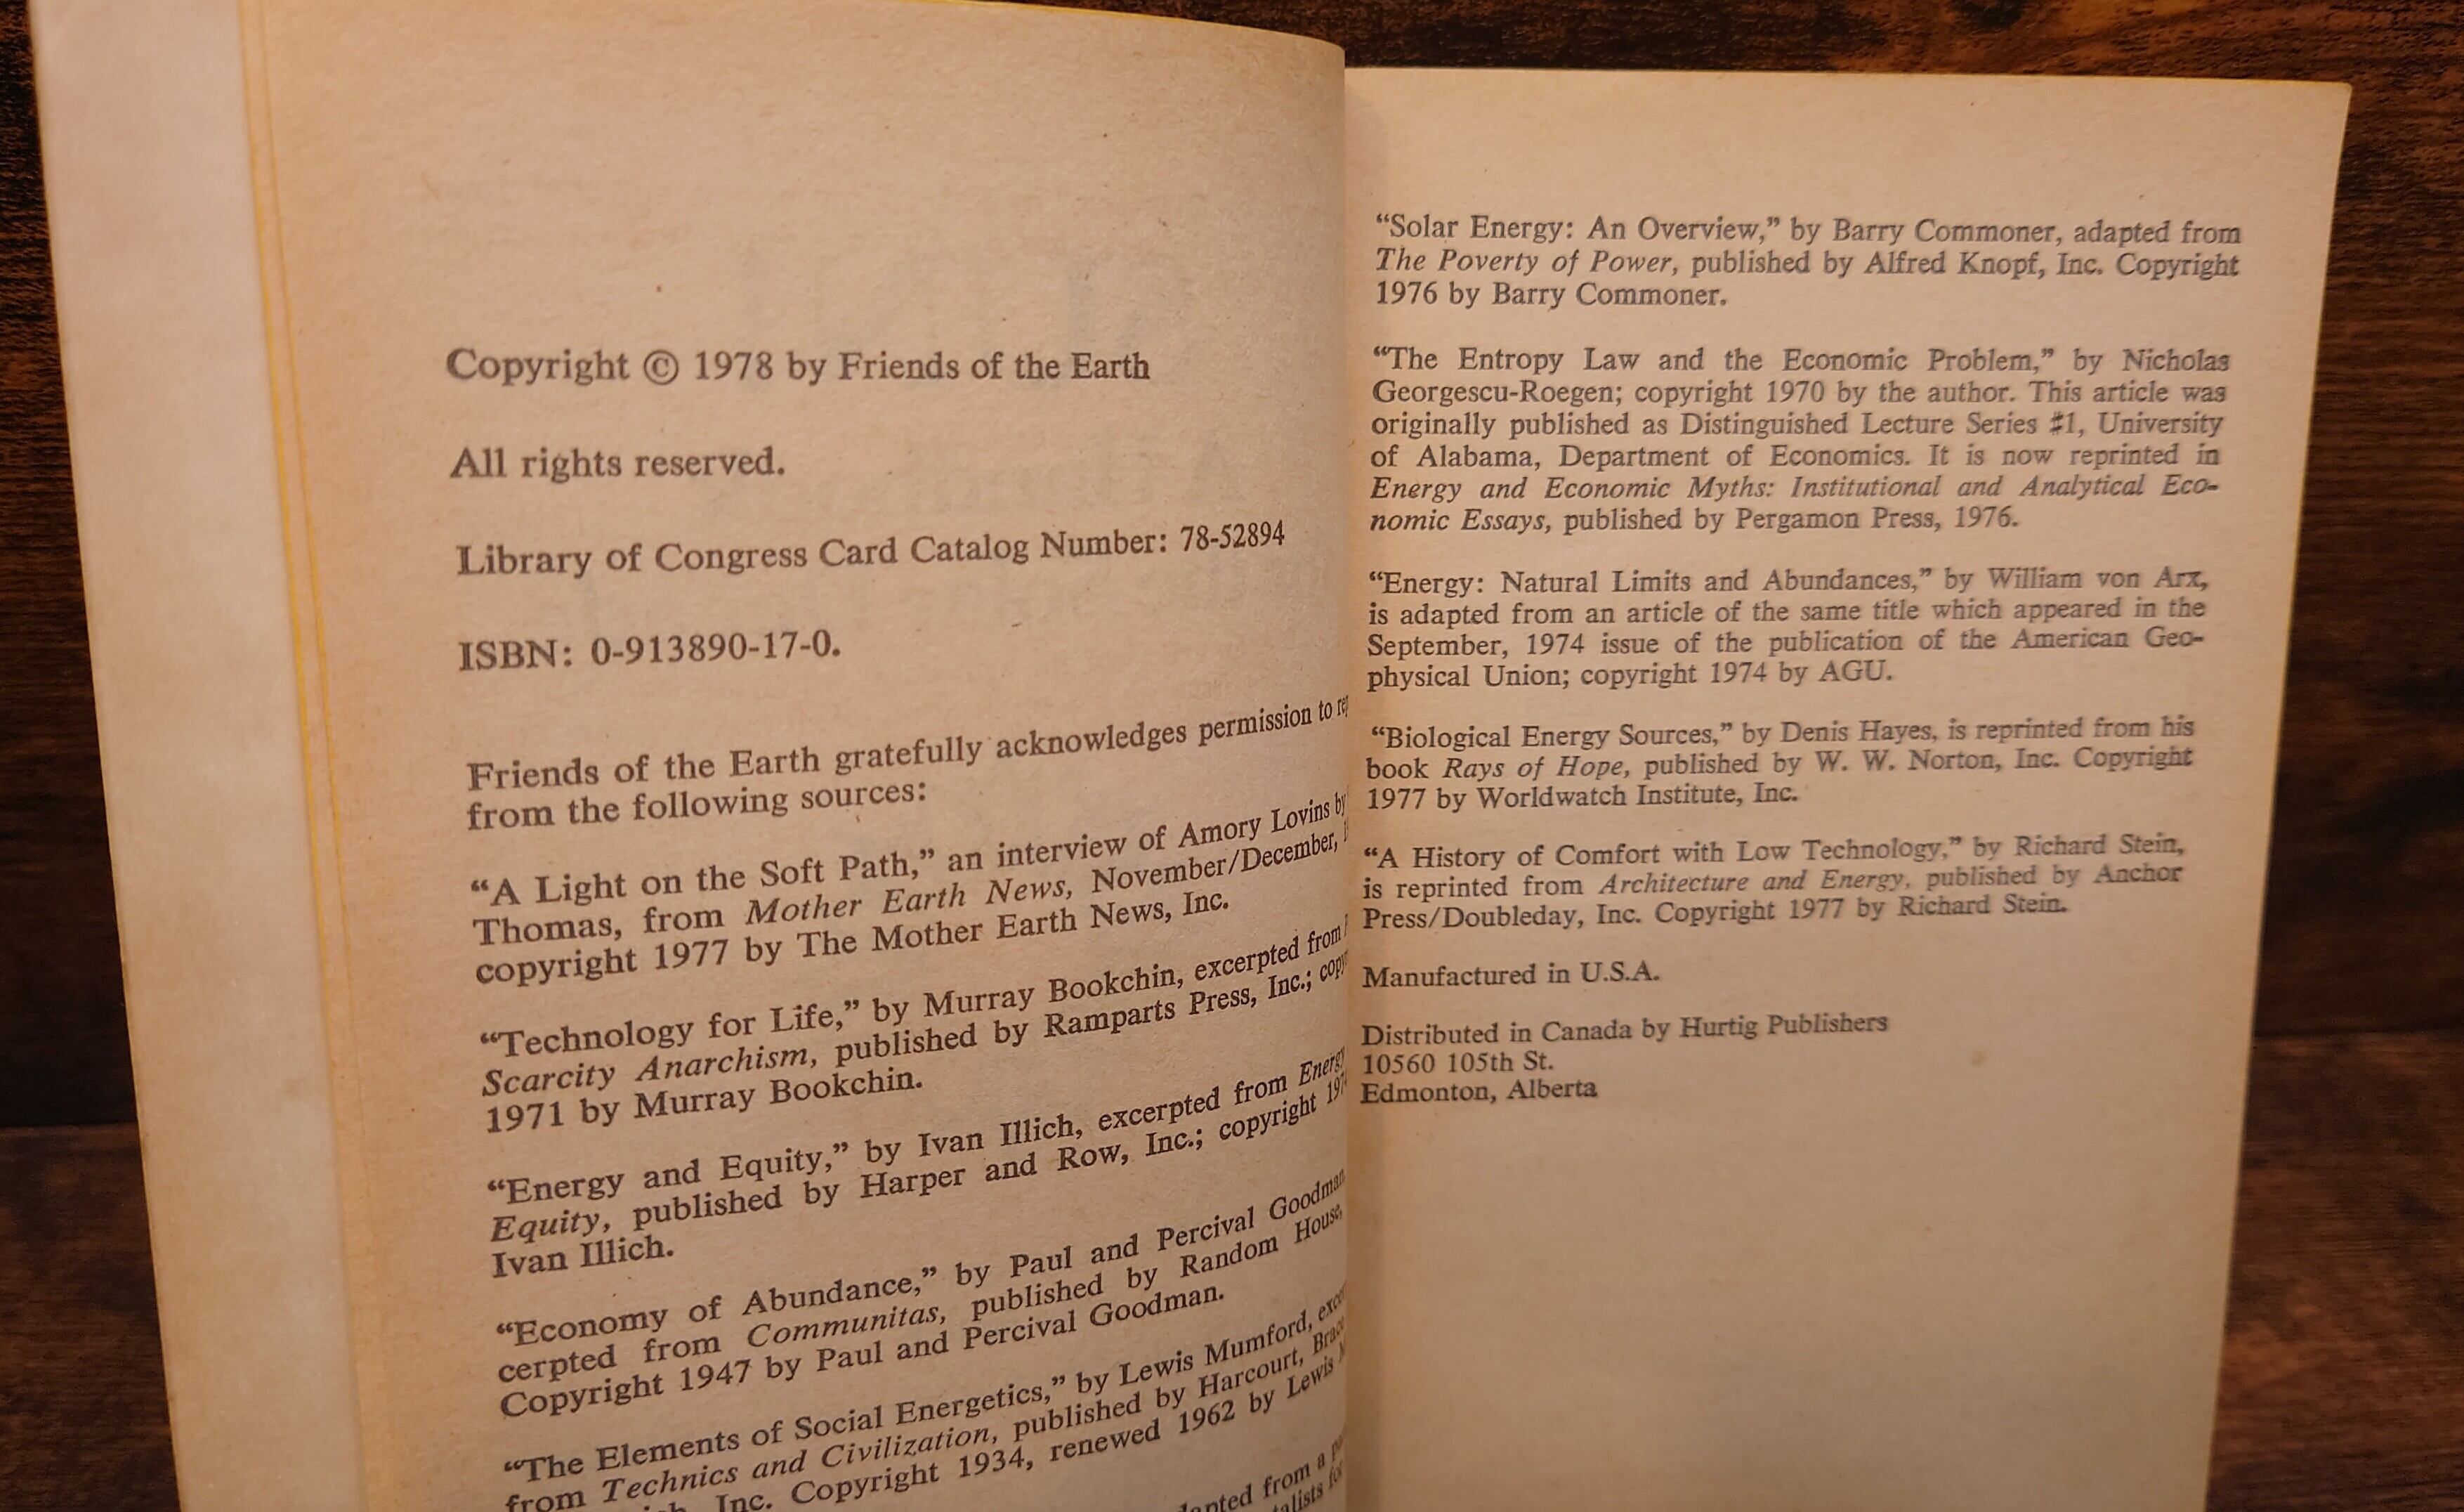 Copyright © 1978 by Friends of the Earth
All rights reserved.
Library of Congress Card Catalog Number: 78-52894
ISBN: 0-913890-17-0.
Friends of the Earth gratefully acknowledges permission to
from the following sources:
“A Light on the Soft Path,” an interview of Amory Lovins by
Thomas, from Mother Earth News, November/December,
copyright 1977 by The Mother Earth News, Inc.
“Technology for Life,” by Murray Bookchin, excerpted from
Scarcity Anarchism, published by Ramparts Press, Inc.;
1971 by Murray Bookchin.
“Energy and Equity,” by Ivan Illich, excerpted from Energy
Equity, published by Harper and Row, Inc.; copyright
Ivan Illich.
“Economy of Abundance,” by Paul and Percival Goodman,
cerpted from Communitas, published by Random House,
Copyright 1947 by Paul and Percival Goodman.
“The Elements of Social Energetics,” by Lewis Mumford,
from Technics and Civilization, published by Harcourt,
Inc. Copyright 1934, renewed 1962 by Lewis
from a
“Solar Energy: An Overview,” by Barry Commoner, adapted from
The Poverty of Power, published by Alfred Knopf, Inc. Copyright
1976 by Barry Commoner.
“The Entropy Law and the Economic Problem,” by Nicholas
Georgescu-Roegen; copyright 1970 by the author. This article was
originally published as Distinguished Lecture Series #1, University
of Alabama, Department of Economics. It is now reprinted in
Energy and Economic Myths: Institutional and Analytical Eco-
nomic Essays, published by Pergamon Press, 1976.
“Energy: Natural Limits and Abundances,” by William von Arx,
is adapted from an article of the same title which appeared in the
September, 1974 issue of the publication of the American Geo-
physical Union; copyright 1974 by AGU.
“Biological Energy Sources,” by Denis Hayes, is reprinted from his
book Rays of Hope, published by W. W. Norton, Inc. Copyright
1977 by Worldwatch Institute, Inc.
“A History of Comfort with Low Technology,” by Richard Stein,
is reprinted from Architecture and Energy, published by Anchor
Press/Doubleday, Inc. Copyright 1977 by Richard Stein.
Manufactured in U.S.A.
Distributed in Canada by Hurtig Publishers
10560 105th St.
Edmonton, Alberta